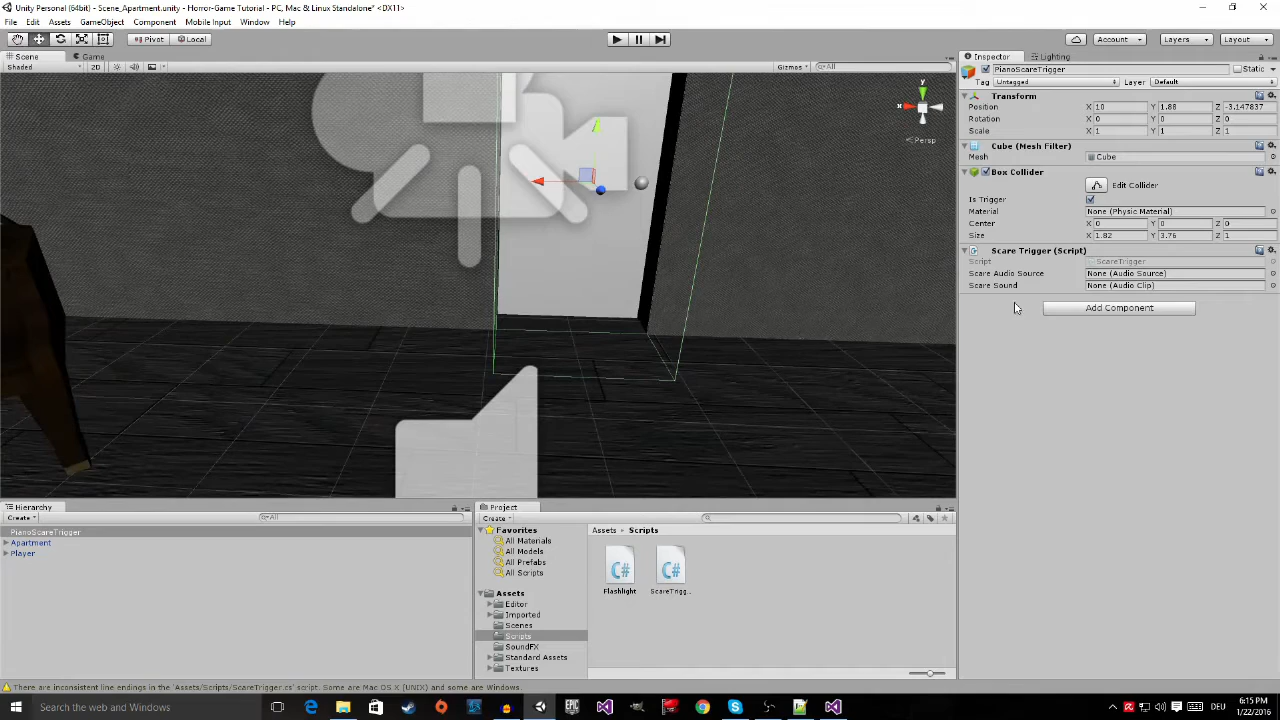 Unity Personal (64bit) - Scene_Apartment.unity - Horror-Game Tutorial - PC, Mac & Linux Standalone* <DX11>
File Edit Assets GameObject Component Mobile Input Window Help
Pivot Local Account Layers Layout
Scene Game Inspector Lighting
Shaded 2D Gizmos All
PianoScareTrigger Static
Tag Untagged Layer Default
Transform
Position X 10 Y 1.88 Z -3.147837
Rotation X 0 Y 0 Z 0
Scale X 1 Y 1 Z 1
Cube (Mesh Filter)
Mesh Cube
Box Collider
Edit Collider
Is Trigger
Material None (Physic Material)
Center X 0 Y 0 Z 0
Size X 1.82 Y 3.76 Z 1
Scare Trigger (Script)
Script ScareTrigger
Scare Audio Source None (Audio Source)
Scare Sound None (Audio Clip)
Add Component
y
x
Persp
Hierarchy
Create All
PianoScareTrigger
Apartment
Player
Project
Create
Favorites
All Materials
All Models
All Prefabs
All Scripts
Assets
Editor
Imported
Scenes
Scripts
SoundFX
Standard Assets
Textures
Assets Scripts
C# C#
Flashlight ScareTrigg..
There are inconsistent line endings in the 'Assets/Scripts/ScareTrigger.cs' script. Some are Mac OS X (UNIX) and some are Windows.
Search the web and Windows
EPIC
DEU
6:15 PM
1/22/2016